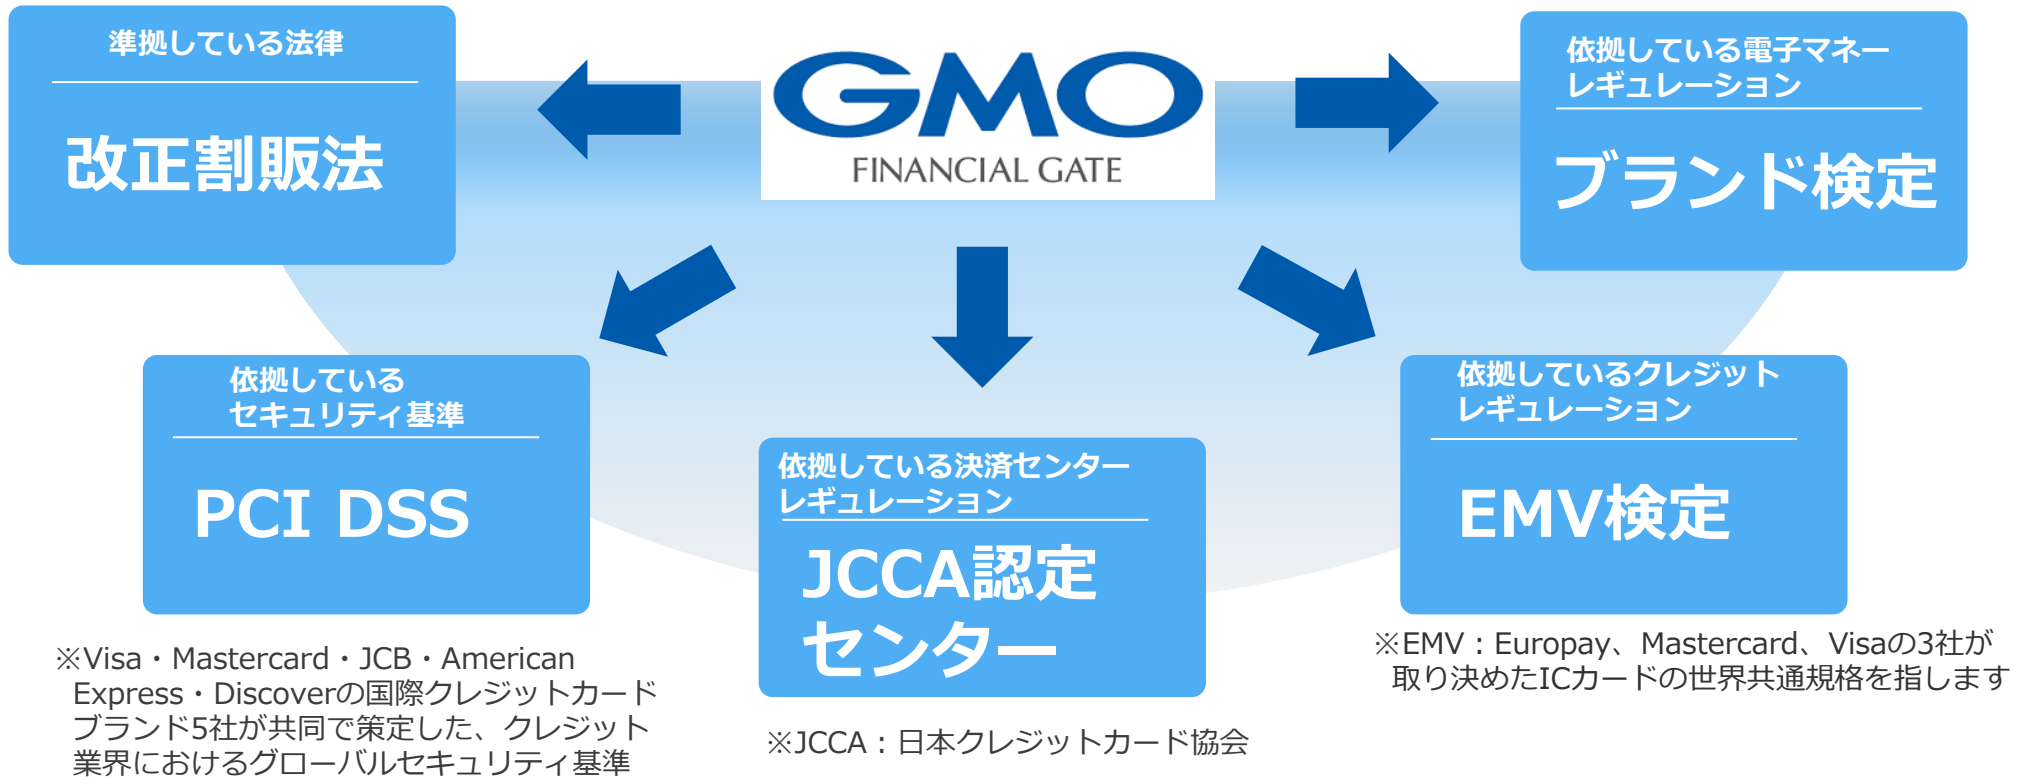 準拠している法律
改正割販法
GMO
FINANCIAL GATE
依拠している電子マネー
レギュレーション
ブランド検定
依拠している
セキュリティ基準
PCI DSS
※Visa・Mastercard・JCB・American
Express・Discoverの国際クレジットカード
ブランド5社が共同で策定した、クレジット
業界におけるグローバルセキュリティ基準
依拠している決済センター
レギュレーション
JCCA認定
センター
※JCCA：日本クレジットカード協会
依拠しているクレジット
レギュレーション
EMV検定
※EMV：Europay、Mastercard、Visaの3社が
取り決めたICカードの世界共通規格を指します